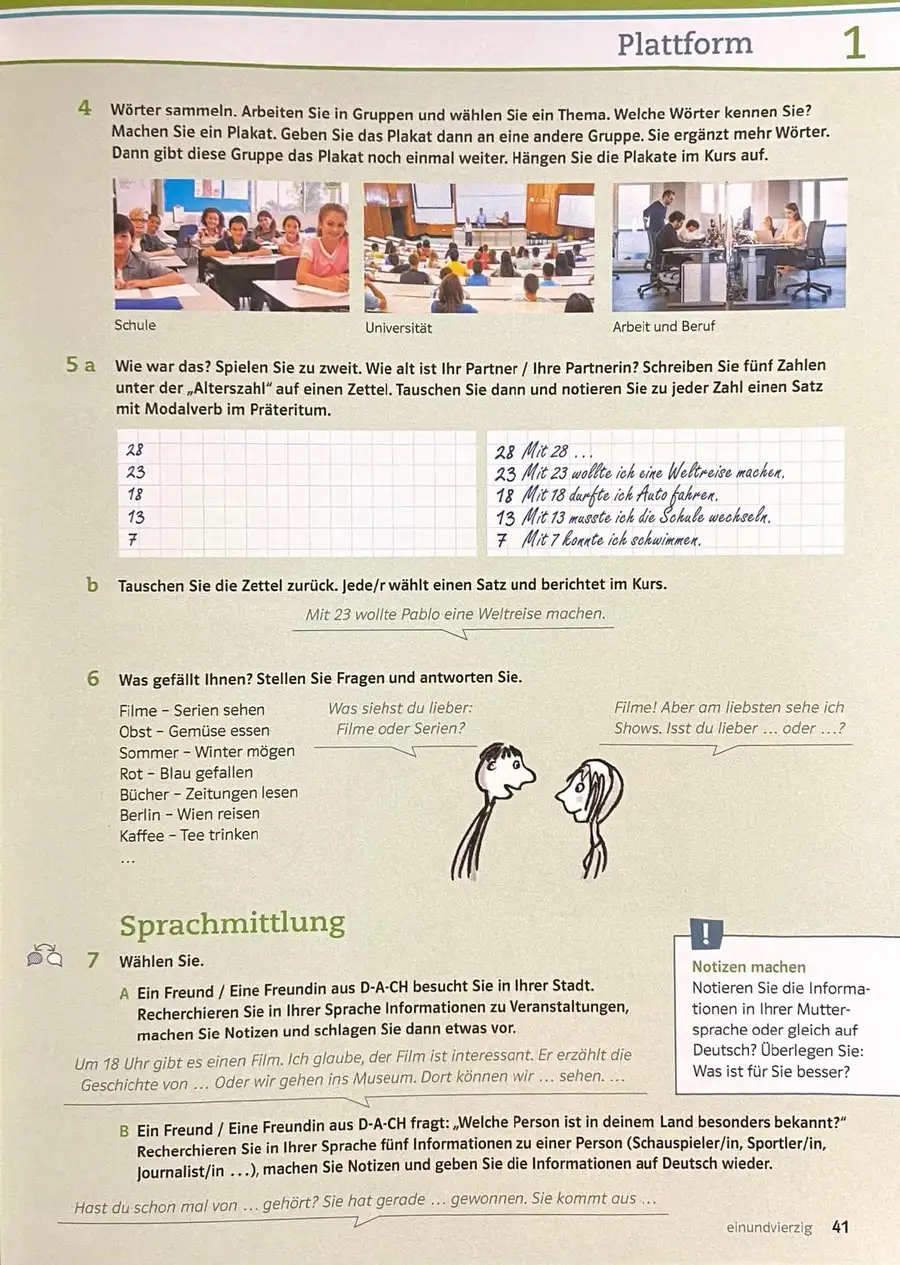 Plattform 1
4 Wörter sammeln. Arbeiten Sie in Gruppen und wählen Sie ein Thema. Welche Wörter kennen Sie?
Machen Sie ein Plakat. Geben Sie das Plakat dann an eine andere Gruppe. Sie ergänzt mehr Wörter.
Dann gibt diese Gruppe das Plakat noch einmal weiter. Hängen Sie die Plakate im Kurs auf.
Schule
Universität
Arbeit und Beruf
5 a Wie war das? Spielen Sie zu zweit. Wie alt ist Ihr Partner / Ihre Partnerin? Schreiben Sie fünf Zahlen
unter der „Alterszahl" auf einen Zettel. Tauschen Sie dann und notieren Sie zu jeder Zahl einen Satz
mit Modalverb im Präteritum.
28
23
18
13
7
28 Mit 28 ...
23 Mit 23 wollte ich eine Weltreise machen.
18 Mit 18 durfte ich Auto fahren.
13 Mit 13 musste ich die Schule wechseln.
7 Mit 7 konnte ich schwimmen.
b Tauschen Sie die Zettel zurück. Jede/r wählt einen Satz und berichtet im Kurs.
Mit 23 wollte Pablo eine Weltreise machen.
6 Was gefällt Ihnen? Stellen Sie Fragen und antworten Sie.
Filme – Serien sehen
Obst – Gemüse essen
Sommer – Winter mögen
Rot – Blau gefallen
Bücher – Zeitungen lesen
Berlin – Wien reisen
Kaffee – Tee trinken
...
Was siehst du lieber:
Filme oder Serien?
Filme! Aber am liebsten sehe ich
Shows. Isst du lieber ... oder ...?
Sprachmittlung
7 Wählen Sie.
A Ein Freund / Eine Freundin aus D-A-CH besucht Sie in Ihrer Stadt.
Recherchieren Sie in Ihrer Sprache Informationen zu Veranstaltungen,
machen Sie Notizen und schlagen Sie dann etwas vor.
Um 18 Uhr gibt es einen Film. Ich glaube, der Film ist interessant. Er erzählt die
Geschichte von ... Oder wir gehen ins Museum. Dort können wir ... sehen. ...
!
Notizen machen
Notieren Sie die Informa-
tionen in Ihrer Mutter-
sprache oder gleich auf
Deutsch? Überlegen Sie:
Was ist für Sie besser?
B Ein Freund / Eine Freundin aus D-A-CH fragt: „Welche Person ist in deinem Land besonders bekannt?"
Recherchieren Sie in Ihrer Sprache fünf Informationen zu einer Person (Schauspieler/in, Sportler/in,
Journalist/in ...), machen Sie Notizen und geben Sie die Informationen auf Deutsch wieder.
Hast du schon mal von ... gehört? Sie hat gerade ... gewonnen. Sie kommt aus ...
einundvierzig 41